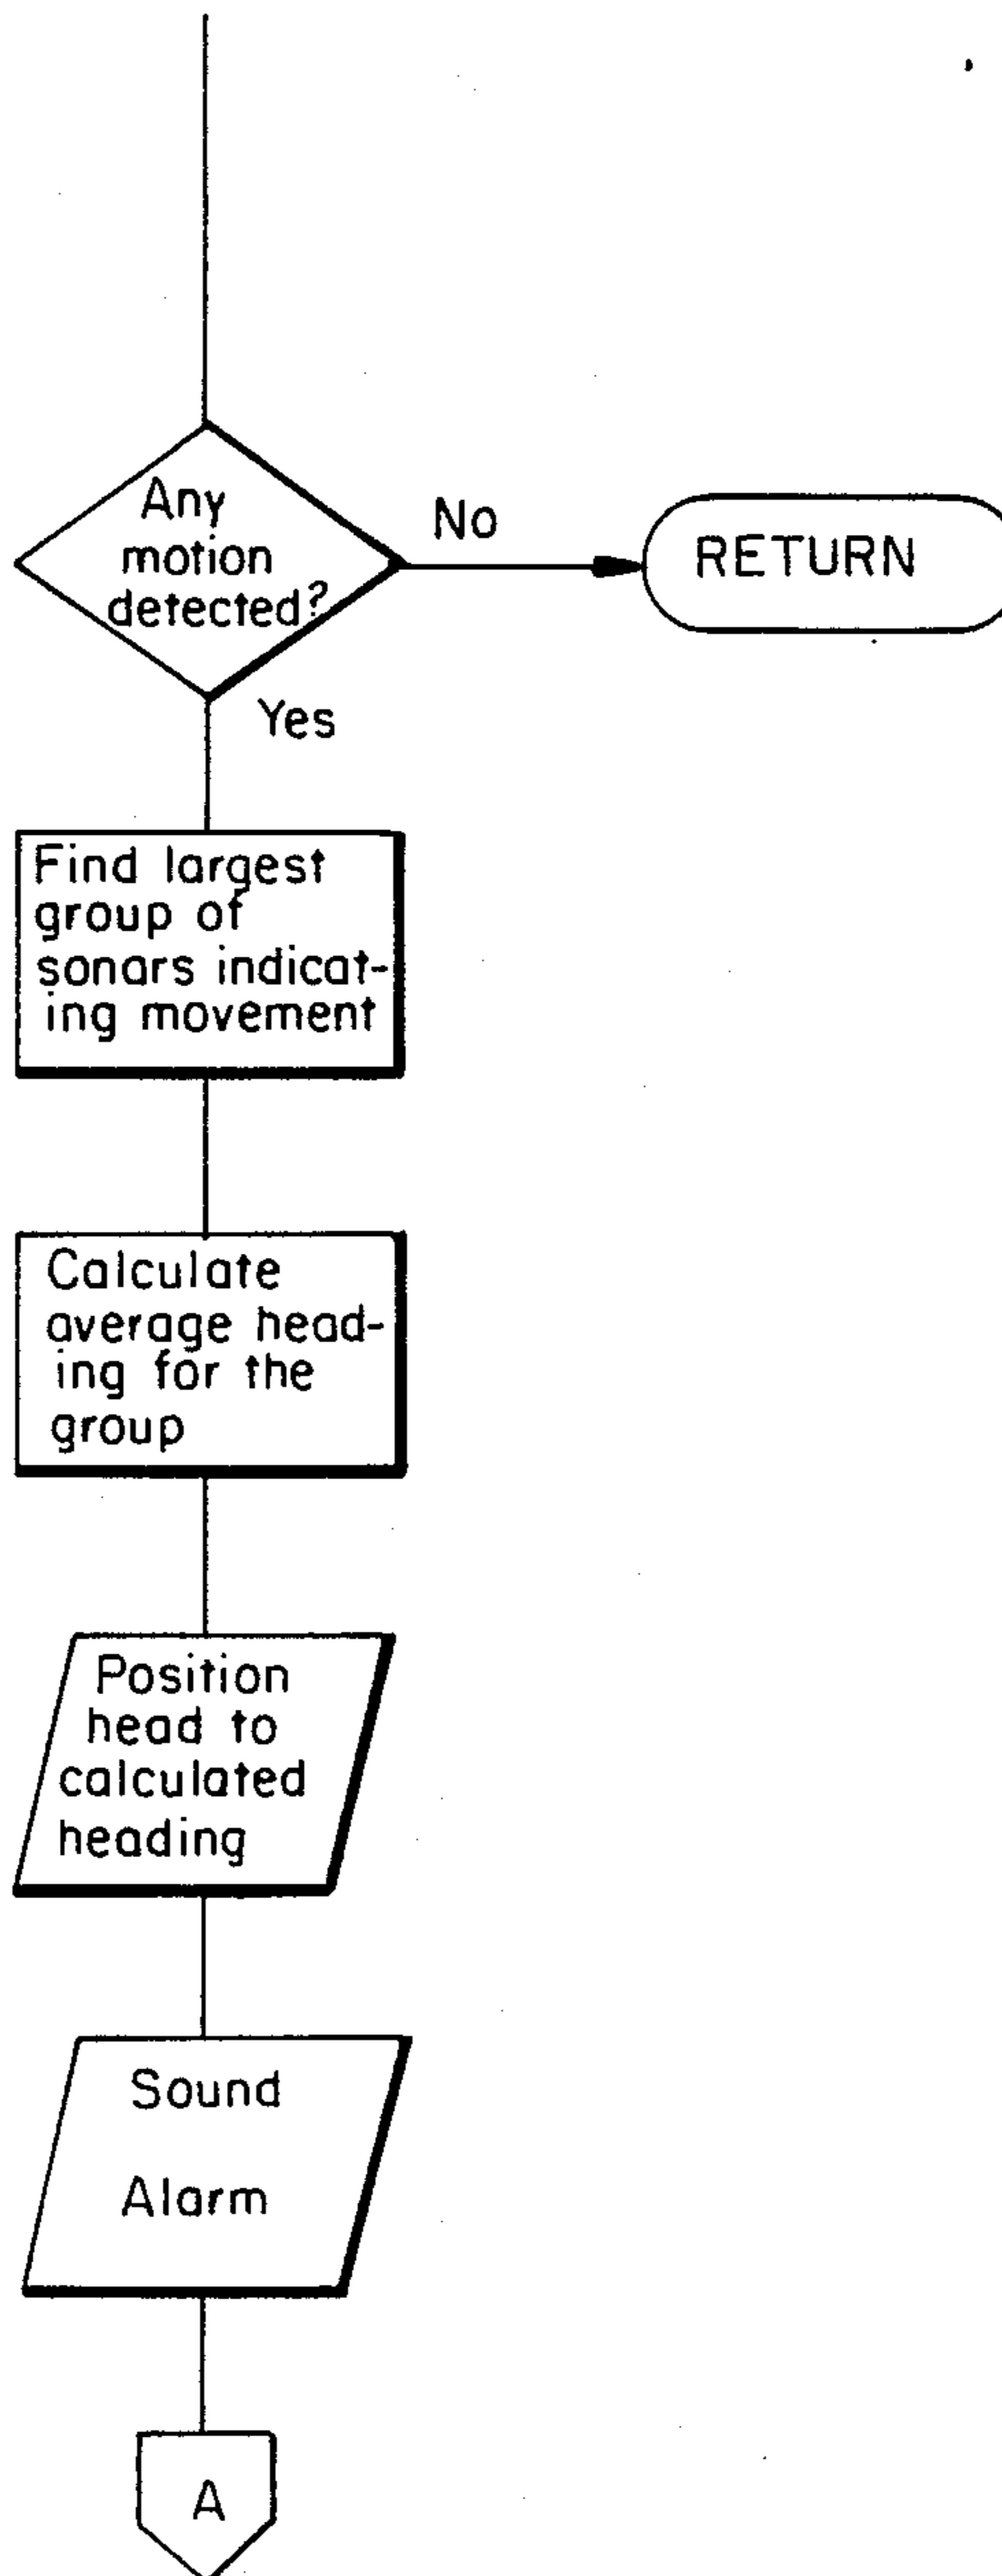 Any
motion
detected?
No
RETURN
Yes
Find largest
group of
sonars indicat-
ing movement
Calculate
average head-
ing for the
group
Position
head to
calculated
heading
Sound
Alarm
A